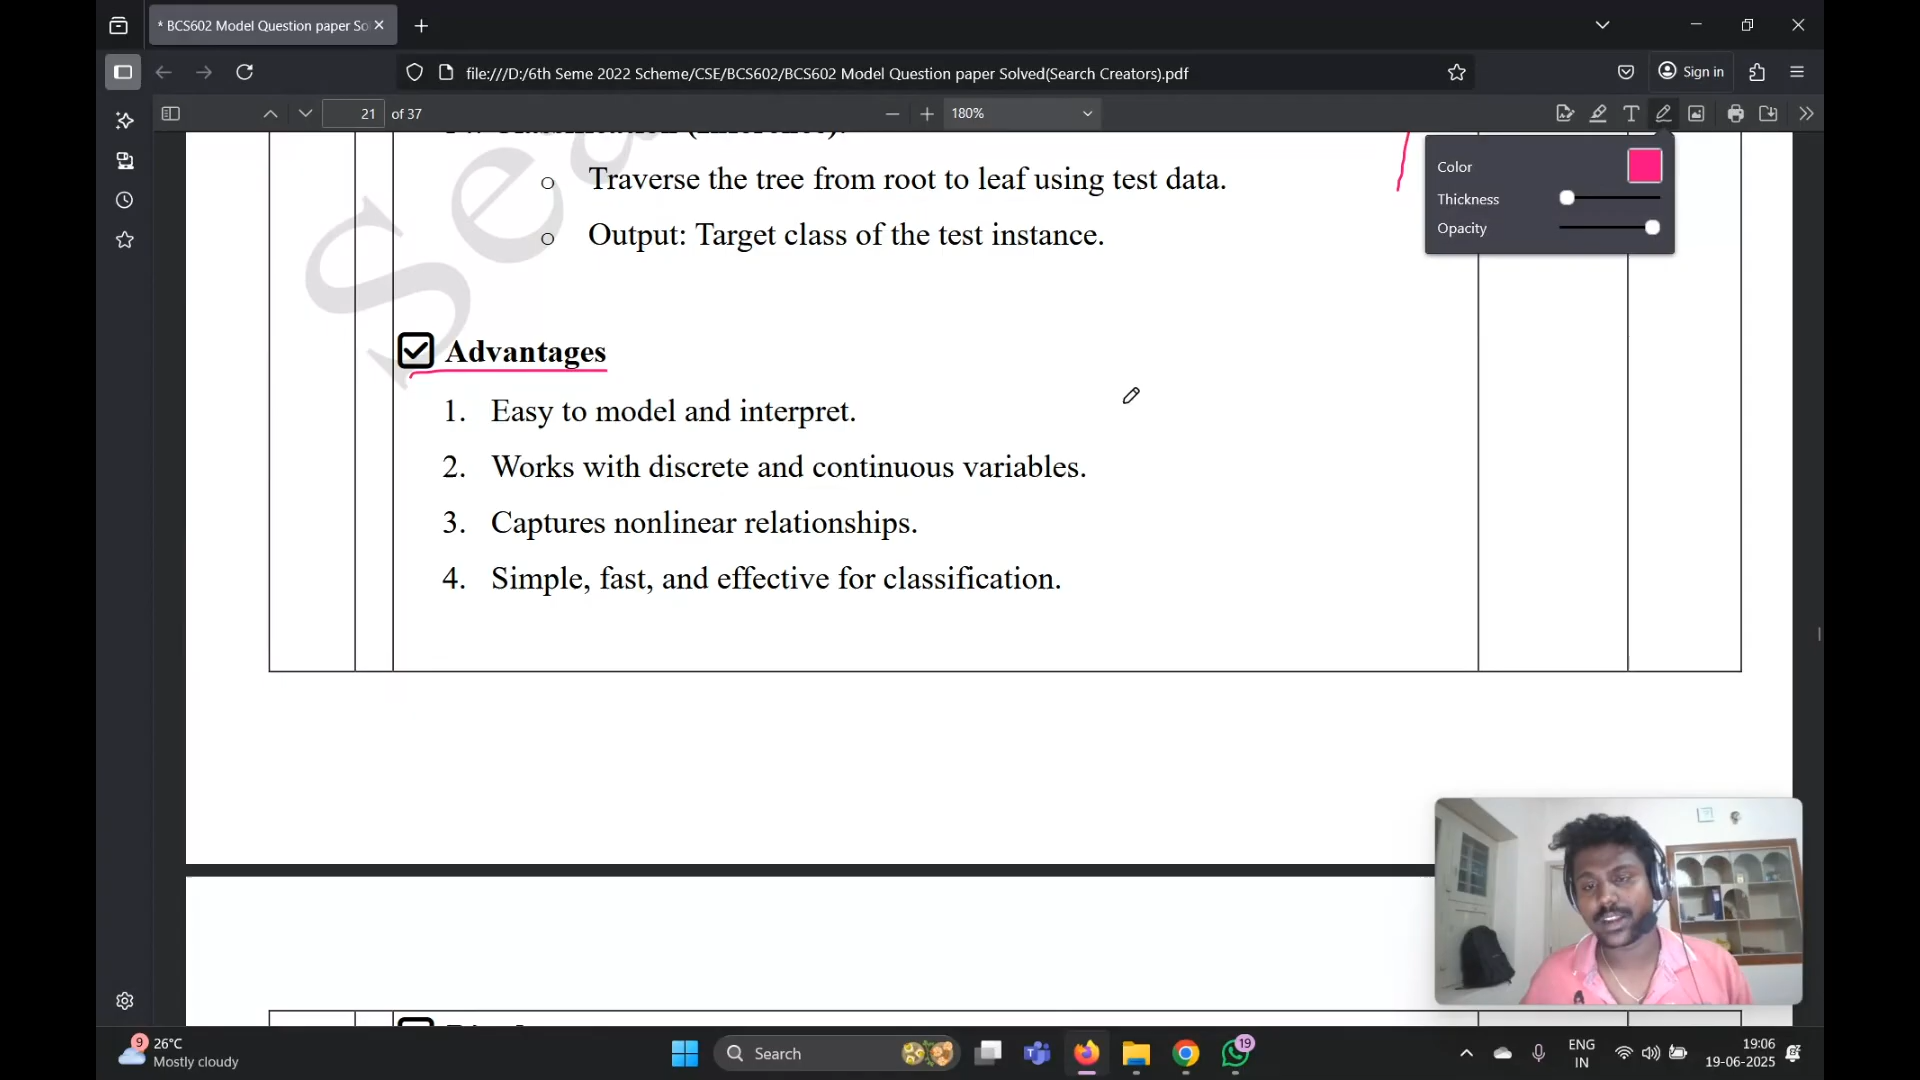 * BCS602 Model Question paper So
file:///D:/6th Seme 2022 Scheme/CSE/BCS602/BCS602 Model Question paper Solved(Search Creators).pdf
Sign in
21 of 37
180%
Color
Thickness
Opacity
Sea
o Traverse the tree from root to leaf using test data.
o Output: Target class of the test instance.
Advantages
1. Easy to model and interpret.
2. Works with discrete and continuous variables.
3. Captures nonlinear relationships.
4. Simple, fast, and effective for classification.
9
26°C
Mostly cloudy
Search
19
ENG
IN
19:06
19-06-2025